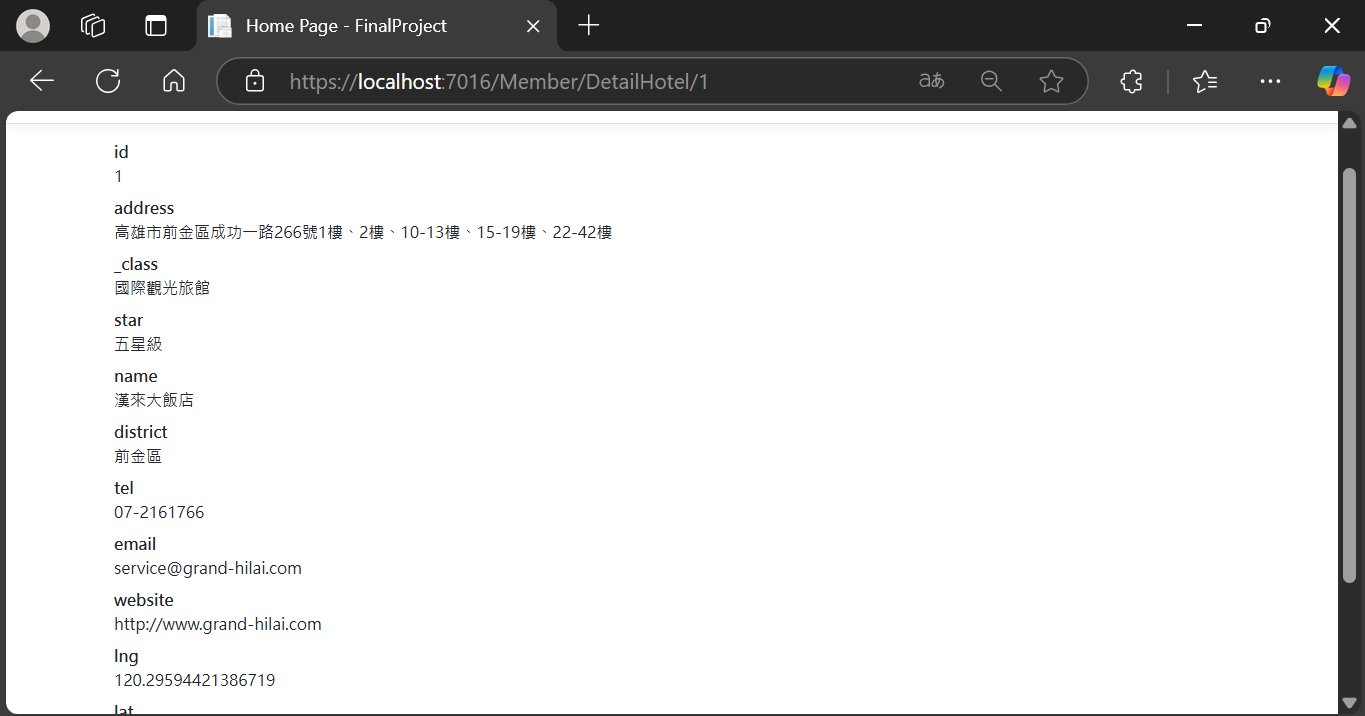 Home Page - FinalProject
https://localhost:7016/Member/DetailHotel/1
aあ
id
1
address
高雄市前金區成功一路266號1樓、2樓、10-13樓、15-19樓、22-42樓
_class
國際觀光旅館
star
五星級
name
漢來大飯店
district
前金區
tel
07-2161766
email
service@grand-hilai.com
website
http://www.grand-hilai.com
lng
120.29594421386719
lat